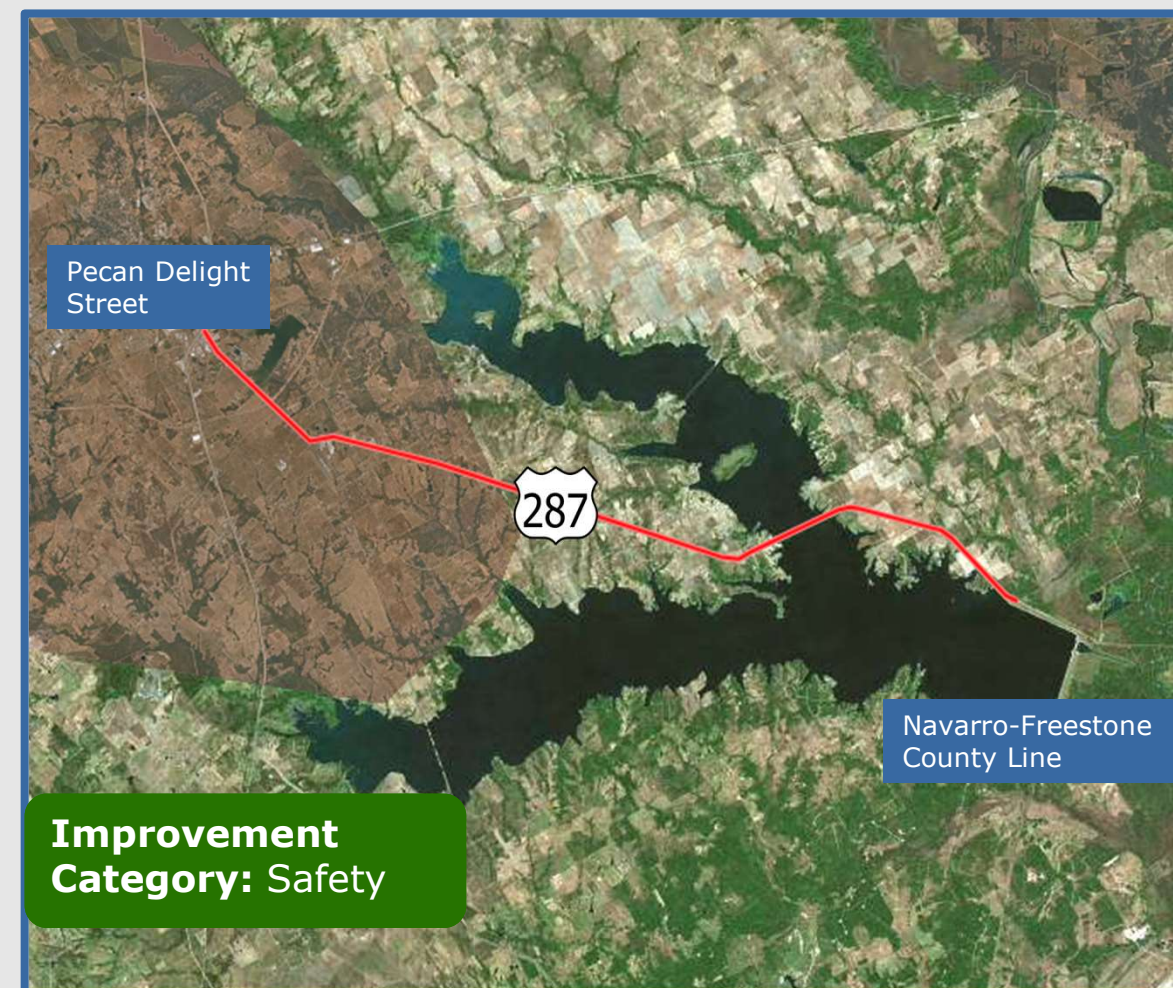 Pecan Delight
Street
287
Navarro-Freestone
County Line
Improvement
Category: Safety